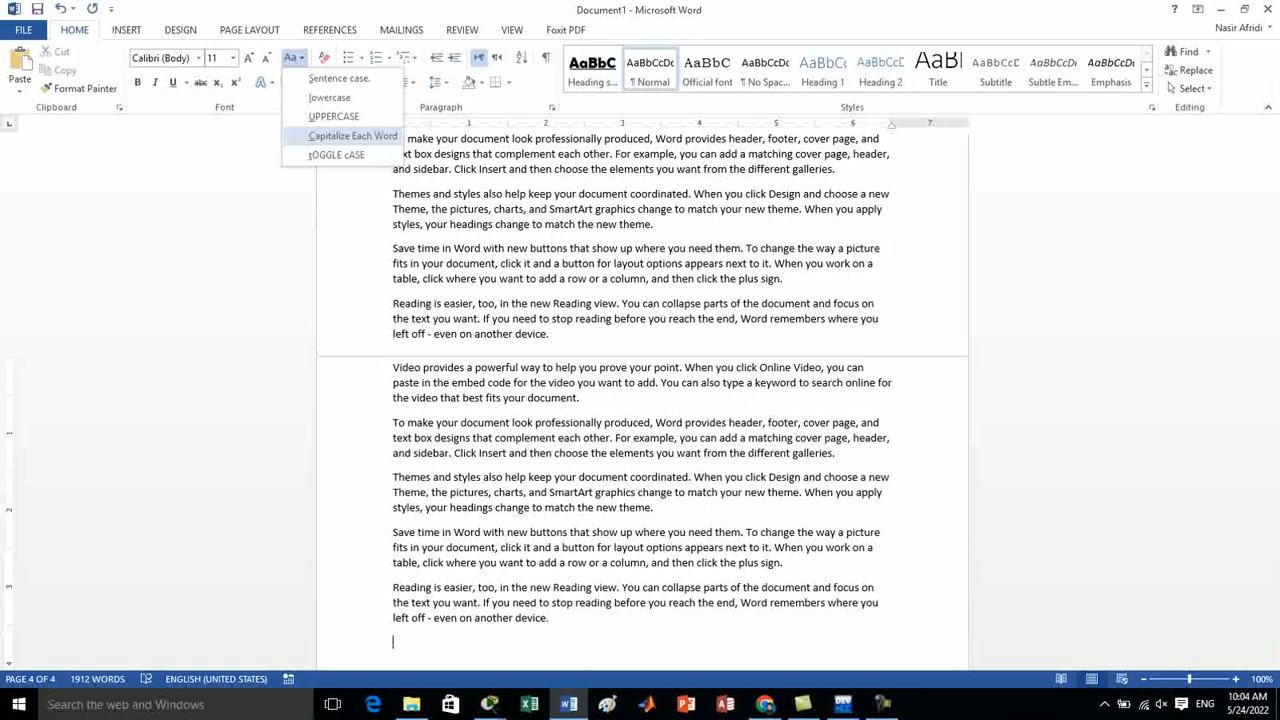 Document1 - Microsoft Word
Nasir Afridi
FILE HOME INSERT DESIGN PAGE LAYOUT REFERENCES MAILINGS REVIEW VIEW Foxit PDF
Paste
Cut
Copy
Format Painter
Clipboard
Calibri (Body) 11
Aa
B I U abc X₂ X² A
Font
Sentence case.
lowercase
UPPERCASE
Capitalize Each Word
tOGGLE cASE
Paragraph
AaBbCc AaBbCcDc AaBbCc AaBbCcDc AaBbCc AaBbCc AaB AaBbCcD AaBbCcDc AaBbCcDc
Heading s... ¶ Normal Official font ¶ No Spac... Heading 1 Heading 2 Title Subtitle Subtle Em... Emphasis
Styles
Find
Replace
Select
Editing
1 2 3 4 5 6 7
make your document look professionally produced, Word provides header, footer, cover page, and
text box designs that complement each other. For example, you can add a matching cover page, header,
and sidebar. Click Insert and then choose the elements you want from the different galleries.
Themes and styles also help keep your document coordinated. When you click Design and choose a new
Theme, the pictures, charts, and SmartArt graphics change to match your new theme. When you apply
styles, your headings change to match the new theme.
Save time in Word with new buttons that show up where you need them. To change the way a picture
fits in your document, click it and a button for layout options appears next to it. When you work on a
table, click where you want to add a row or a column, and then click the plus sign.
Reading is easier, too, in the new Reading view. You can collapse parts of the document and focus on
the text you want. If you need to stop reading before you reach the end, Word remembers where you
left off - even on another device.
Video provides a powerful way to help you prove your point. When you click Online Video, you can
paste in the embed code for the video you want to add. You can also type a keyword to search online for
the video that best fits your document.
To make your document look professionally produced, Word provides header, footer, cover page, and
text box designs that complement each other. For example, you can add a matching cover page, header,
and sidebar. Click Insert and then choose the elements you want from the different galleries.
Themes and styles also help keep your document coordinated. When you click Design and choose a new
Theme, the pictures, charts, and SmartArt graphics change to match your new theme. When you apply
styles, your headings change to match the new theme.
Save time in Word with new buttons that show up where you need them. To change the way a picture
fits in your document, click it and a button for layout options appears next to it. When you work on a
table, click where you want to add a row or a column, and then click the plus sign.
Reading is easier, too, in the new Reading view. You can collapse parts of the document and focus on
the text you want. If you need to stop reading before you reach the end, Word remembers where you
left off - even on another device.
PAGE 4 OF 4 1912 WORDS ENGLISH (UNITED STATES) 100%
Search the web and Windows
10:04 AM
5/24/2022